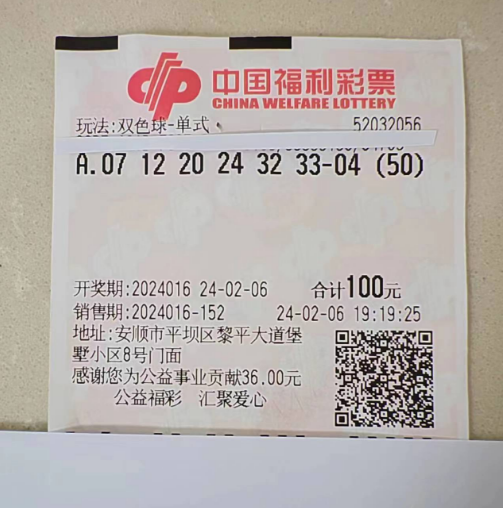 中国福利彩票
CHINA WELFARE LOTTERY
玩法:双色球-单式 52032056
A.07 12 20 24 32 33-04 (50)
开奖期:2024016 24-02-06 合计100元
销售期:2024016-152 24-02-06 19:19:25
地址:安顺市平坝区黎平大道堡
墅小区8号门面
感谢您为公益事业贡献36.00元
公益福彩 汇聚爱心